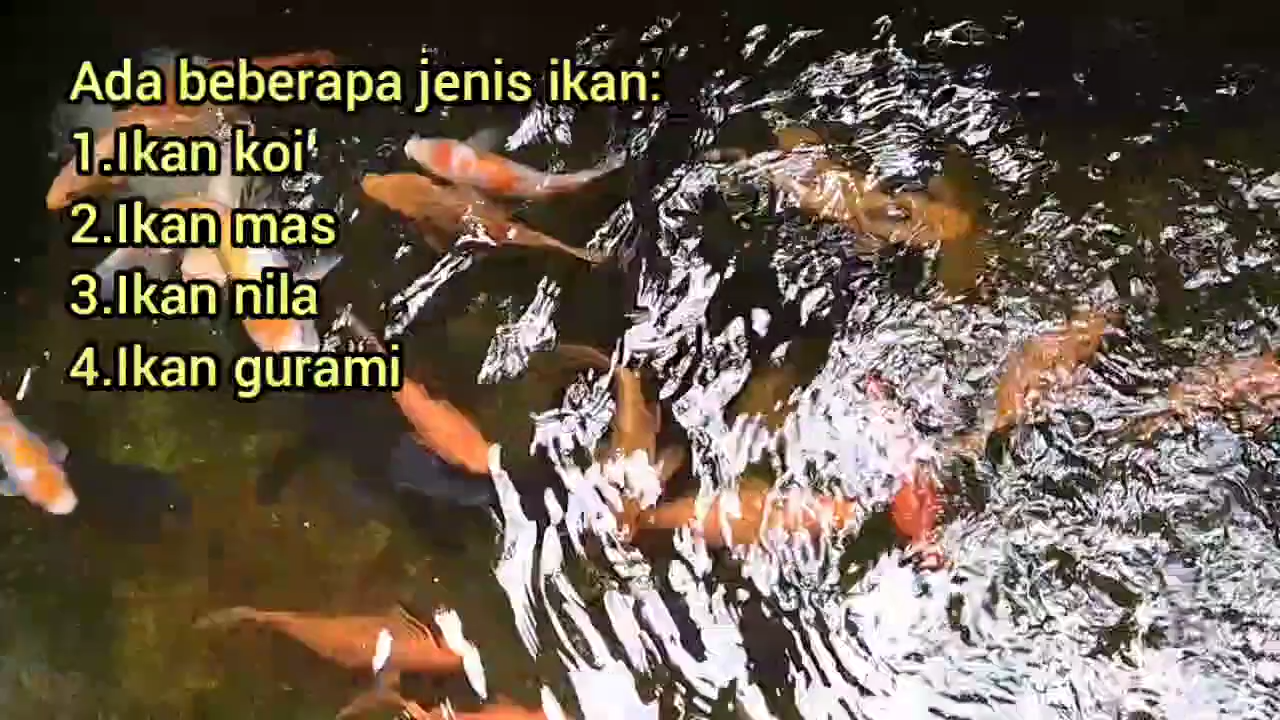 Ada beberapa jenis ikan:
1.Ikan koi
2.Ikan mas
3.Ikan nila
4.Ikan gurami